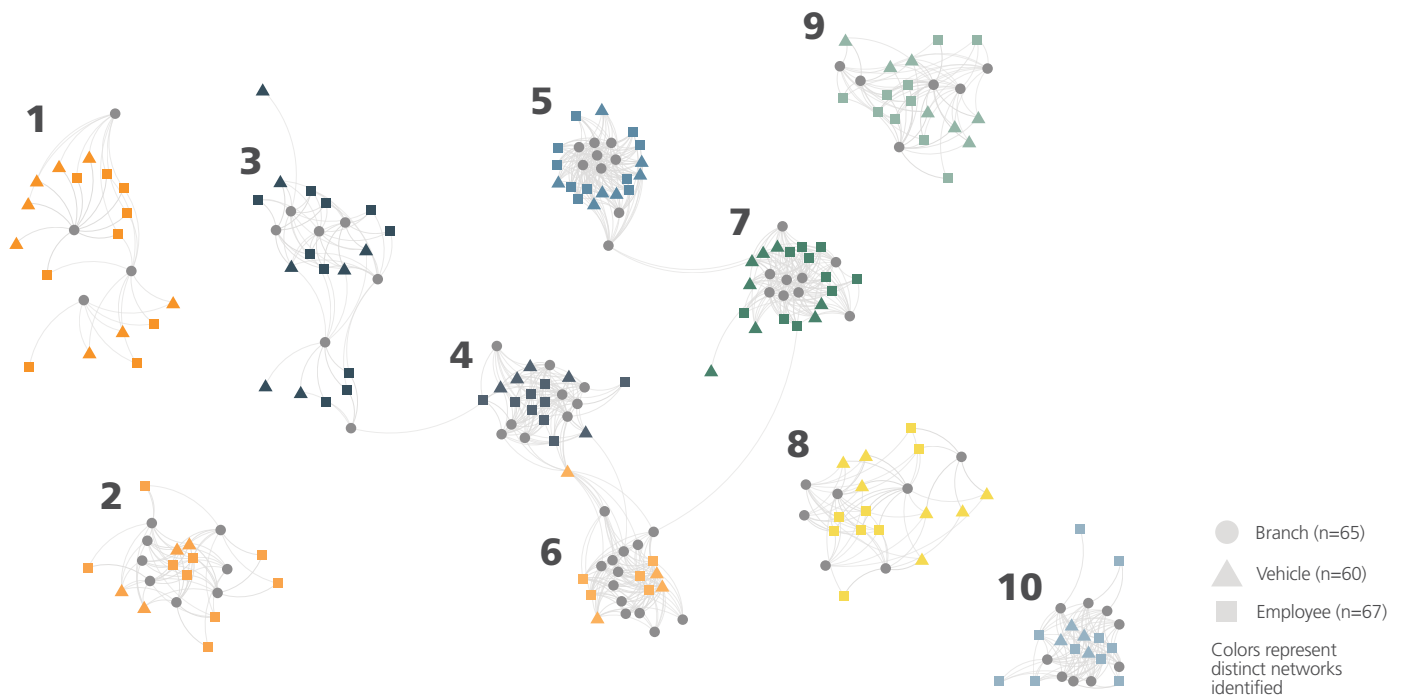 9
5
1
3
7
4
8
2
6
10
Branch (n=65)
Vehicle (n=60)
Employee (n=67)
Colors represent
distinct networks
identified